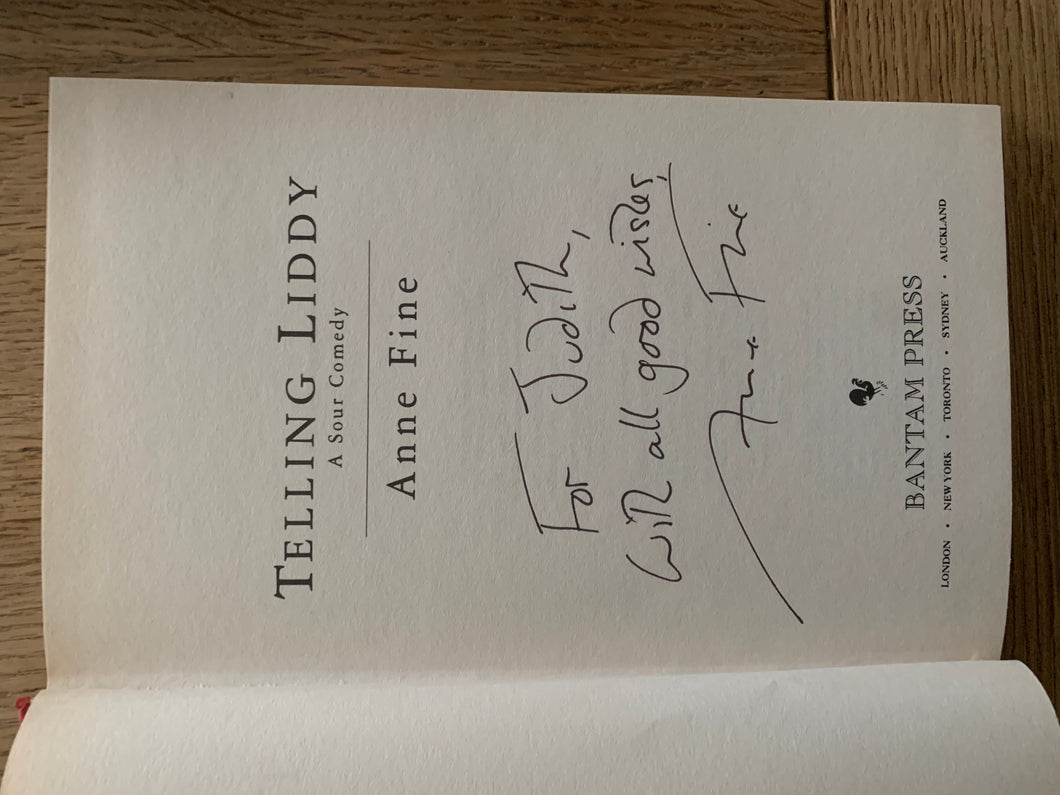 TELLING LIDDY
A Sour Comedy
Anne Fine
For Judith,
With all good wishes,
Anne Fine
BANTAM PRESS
LONDON • NEW YORK • TORONTO • SYDNEY • AUCKLAND